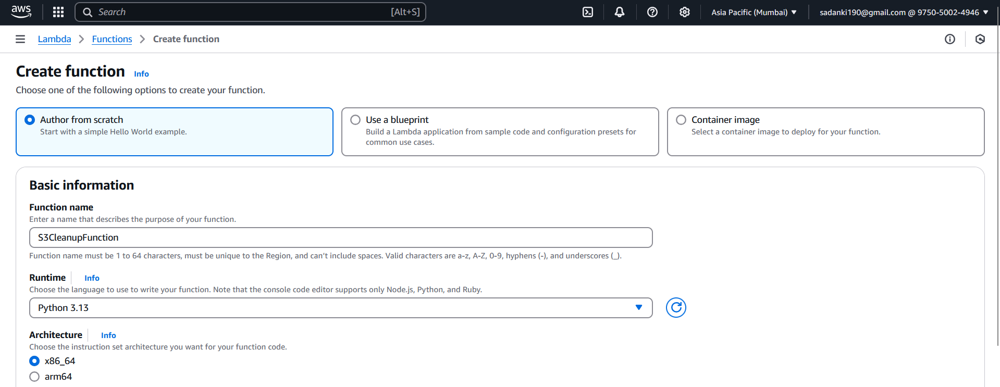 aws
Search [Alt+S] Asia Pacific (Mumbai) sadanki190@gmail.com @ 9750-5002-4946
Lambda Functions Create function
Create function Info
Choose one of the following options to create your function.
Author from scratch
Start with a simple Hello World example.
Use a blueprint
Build a Lambda application from sample code and configuration presets for
common use cases.
Container image
Select a container image to deploy for your function.
Basic information
Function name
Enter a name that describes the purpose of your function.
S3CleanupFunction
Function name must be 1 to 64 characters, must be unique to the Region, and can't include spaces. Valid characters are a-z, A-Z, 0-9, hyphens (-), and underscores (_).
Runtime Info
Choose the language to use to write your function. Note that the console code editor supports only Node.js, Python, and Ruby.
Python 3.13
Architecture Info
Choose the instruction set architecture you want for your function code.
x86_64
arm64